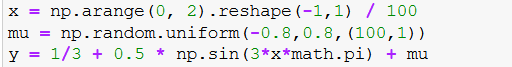 x = np.arange(0, 2).reshape(-1,1) / 100
mu = np.random.uniform(-0.8,0.8,(100,1))
y = 1/3 + 0.5 * np.sin(3*x*math.pi) + mu